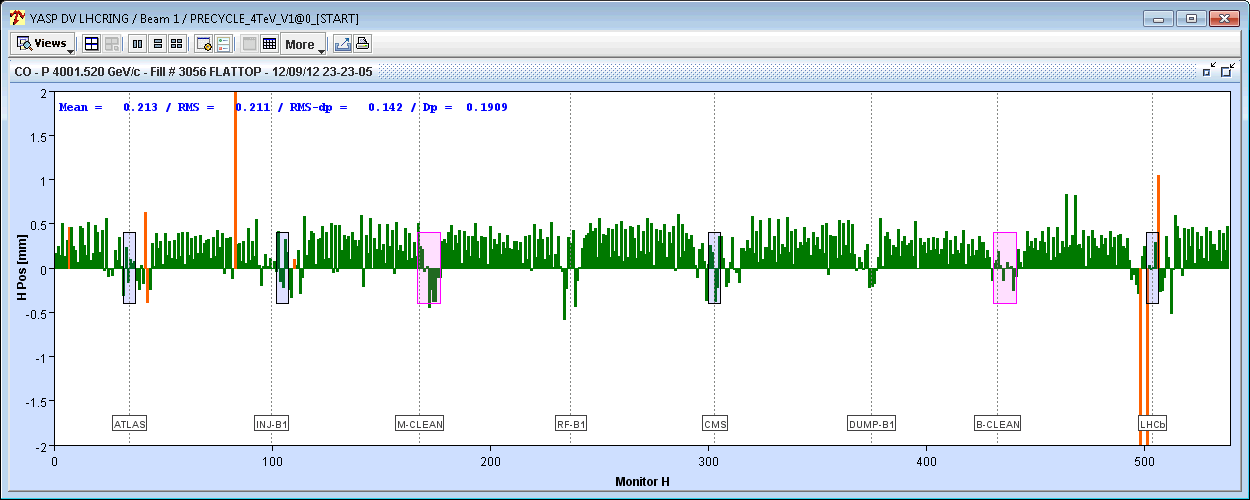 YASP DV LHCRING / Beam 1 / PRECYCLE_4TeV_V1@0_[START]
Views More
CO - P 4001.520 GeV/c - Fill # 3056 FLATTOP - 12/09/12 23-23-05
Mean = 0.213 / RMS = 0.211 / RMS-dp = 0.142 / Dp = 0.1909
2
1.5
1
0.5
0
-0.5
-1
-1.5
-2
H Pos [mm]
ATLAS INJ-B1 M-CLEAN RF-B1 CMS DUMP-B1 B-CLEAN LHCb
0 100 200 300 400 500
Monitor H